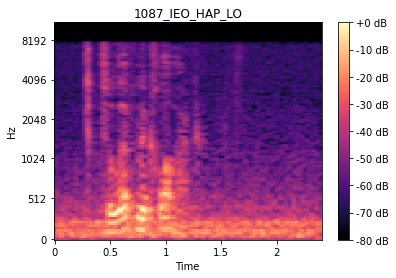 1087_IEO_HAP_LO
+0 dB
8192
-10 dB
4096
-20 dB
-30 dB
2048
-40 dB
Hz
1024
-50 dB
-60 dB
512
-70 dB
0
-80 dB
0 0.5 1 1.5 2
Time